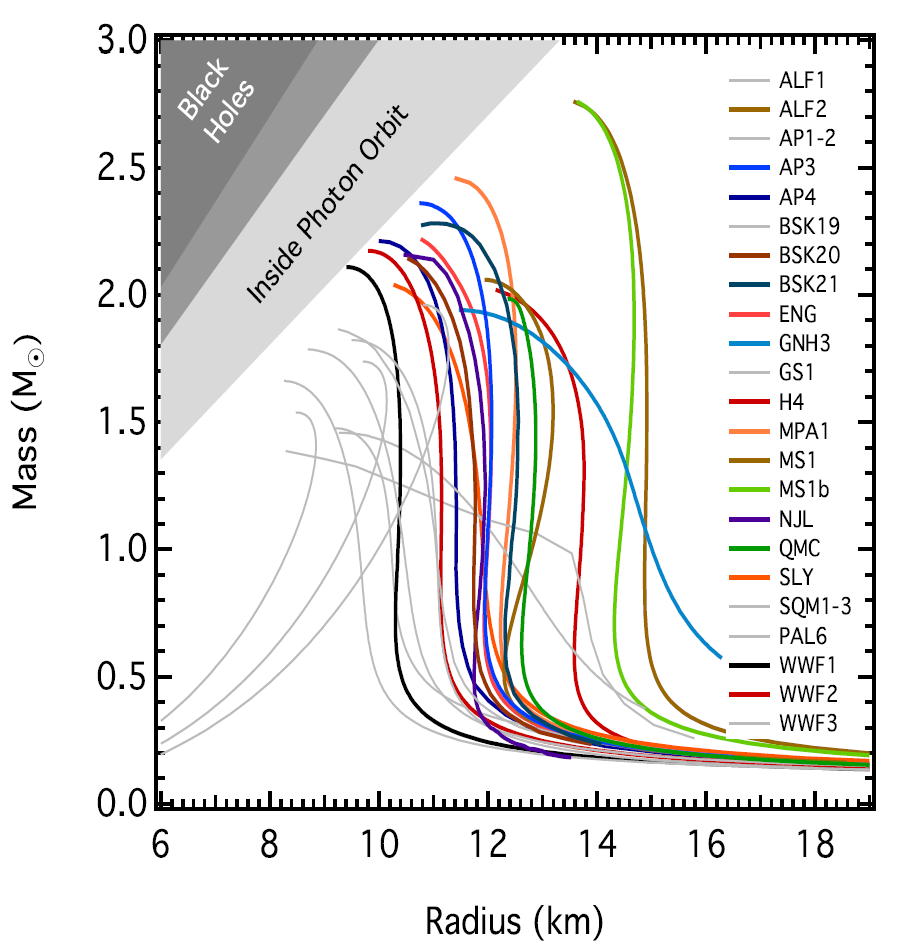 Black
Holes
Inside Photon Orbit
Mass (M☉)
3.0
2.5
2.0
1.5
1.0
0.5
0.0
6
8
10
12
14
16
18
Radius (km)
ALF1
ALF2
AP1-2
AP3
AP4
BSK19
BSK20
BSK21
ENG
GNH3
GS1
H4
MPA1
MS1
MS1b
NJL
QMC
SLY
SQM1-3
PAL6
WWF1
WWF2
WWF3